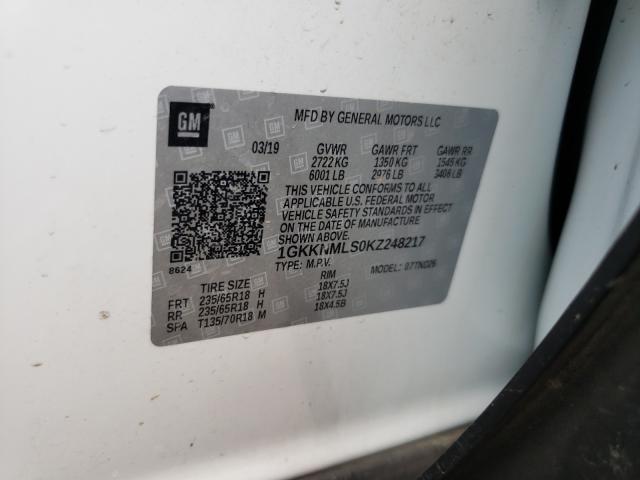 GM
MFD BY GENERAL MOTORS LLC
03/19 GVWR GAWR FRT GAWR RR
2722 KG 1350 KG 1545 KG
6001 LB 2976 LB 3406 LB
THIS VEHICLE CONFORMS TO ALL
APPLICABLE U.S. FEDERAL MOTOR
VEHICLE SAFETY STANDARDS IN EFFECT
ON THE DATE OF MANUFACTURE
1GKKNMLS0KZ248217
8624
TYPE: M.P.V. MODEL:
TIRE SIZE RIM
FRT 235/65R18 H 18X7.5J
RR 235/65R18 H 18X7.5J
SPA T135/70R18 M 18X4.5B